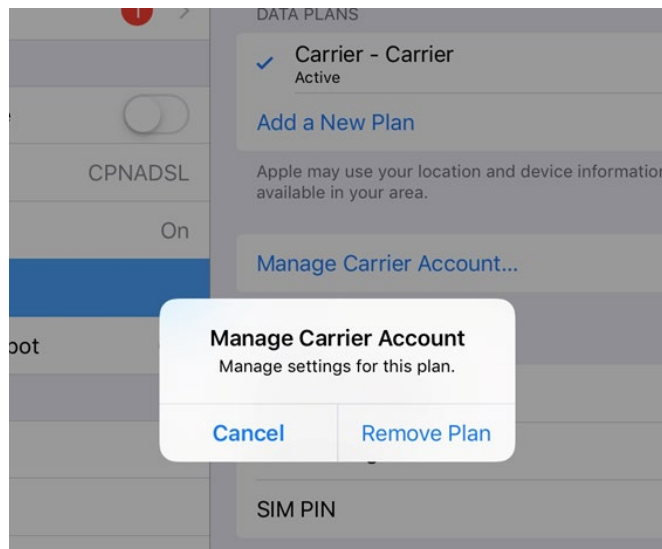 1
DATA PLANS
Carrier - Carrier
Active
Add a New Plan
CPNADSL
Apple may use your location and device information
available in your area.
On
Manage Carrier Account...
Manage Carrier Account
Manage settings for this plan.
Cancel
Remove Plan
SIM PIN